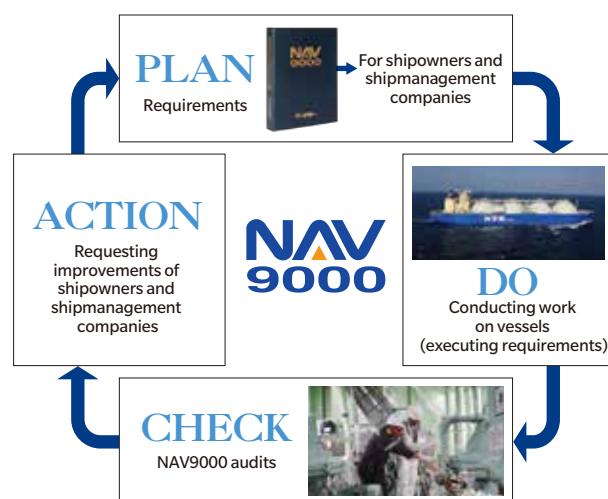 PLAN
Requirements
NAV
9000
For shipowners and
shipmanagement
companies
ACTION
Requesting
improvements of
shipowners and
shipmanagement
companies
NAV
9000
NYK
DO
Conducting work
on vessels
(executing requirements)
CHECK
NAV9000 audits